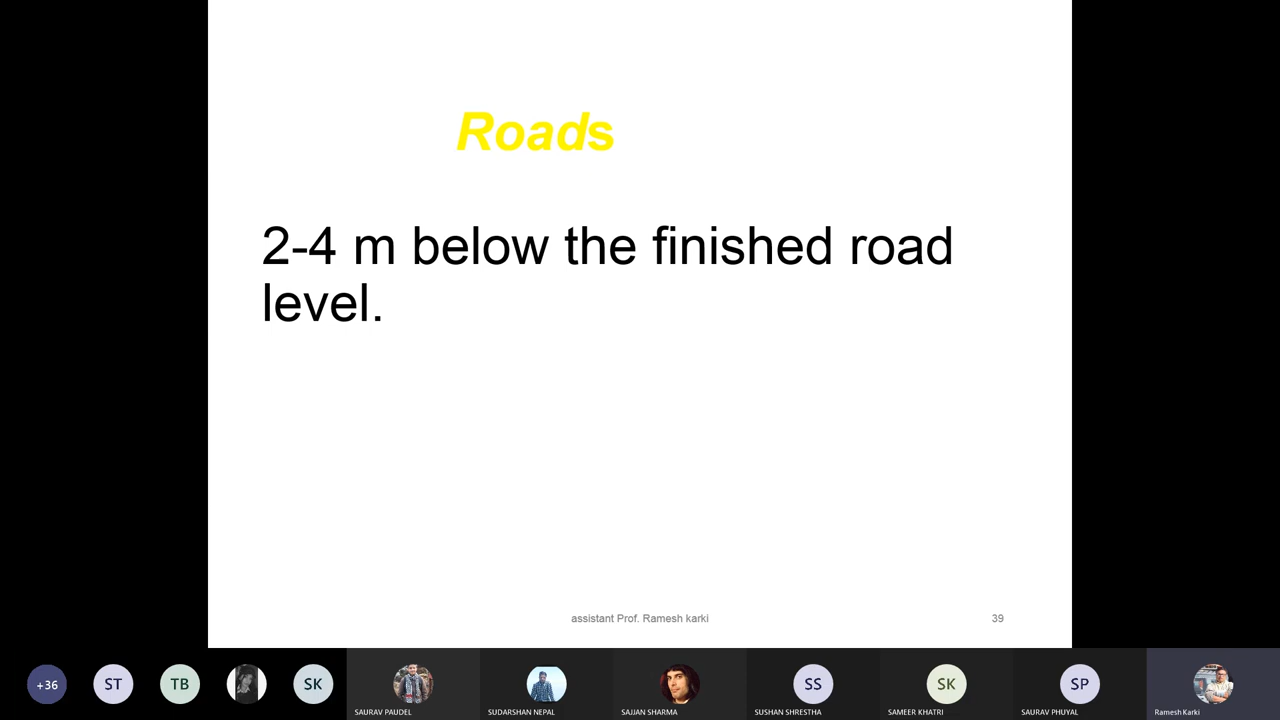 Roads
2-4 m below the finished road
level.
assistant Prof. Ramesh karki
39
+36
ST
TB
SK
SAURAV PAUDEL
SUDARSHAN NEPAL
SAJJAN SHARMA
SS
SUSHAN SHRESTHA
SK
SAMEER KHATRI
SP
SAURAV PHUYAL
Ramesh Karki